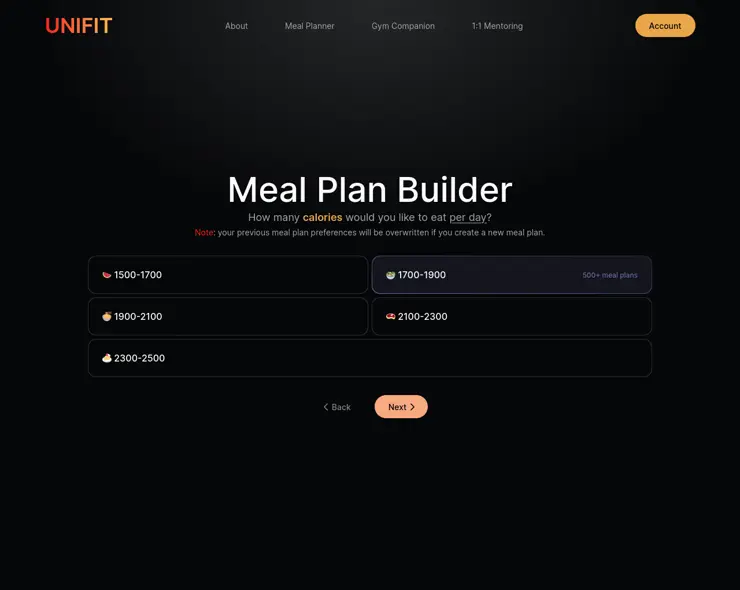 UNIFIT
About
Meal Planner
Gym Companion
1:1 Mentoring
Account
Meal Plan Builder
How many calories would you like to eat per day?
Note: your previous meal plan preferences will be overwritten if you create a new meal plan.
1500-1700
1700-1900
500+ meal plans
1900-2100
2100-2300
2300-2500
Back
Next